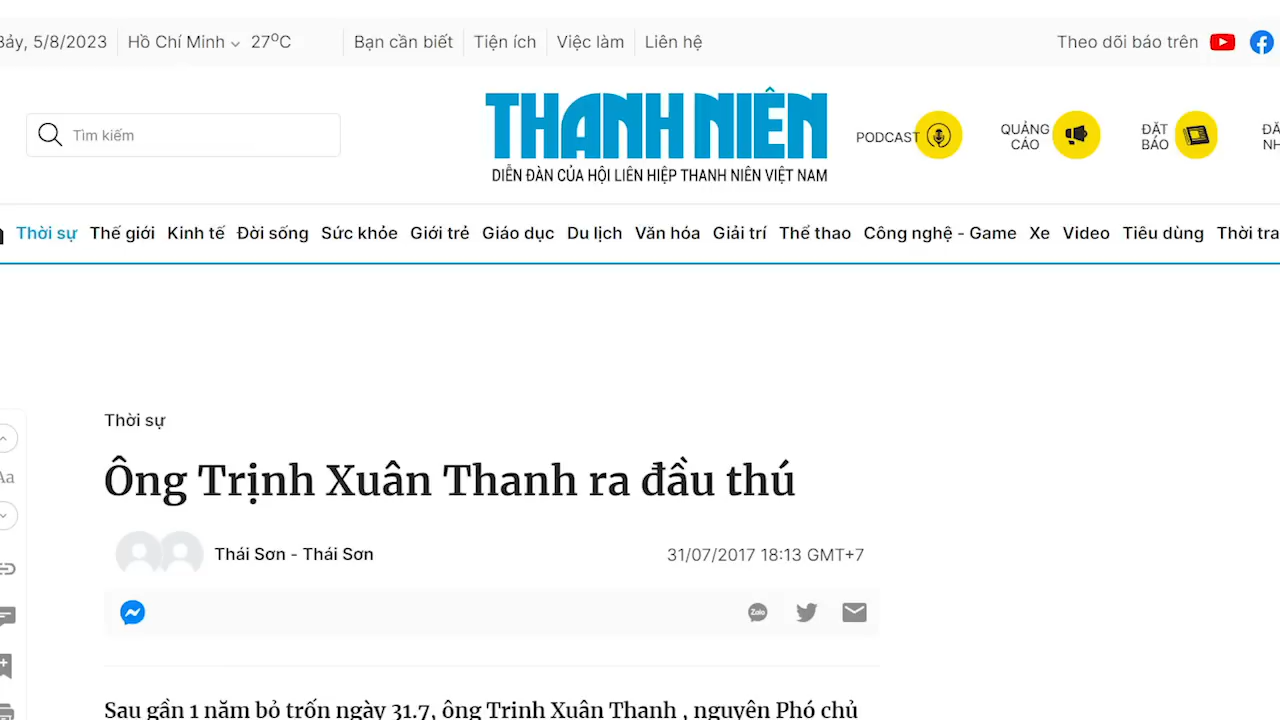 Bảy, 5/8/2023 Hồ Chí Minh 27⁰C Bạn cần biết Tiện ích Việc làm Liên hệ Theo dõi báo trên
Tìm kiếm
THANH NIÊN
DIỄN ĐÀN CỦA HỘI LIÊN HIỆP THANH NIÊN VIỆT NAM
PODCAST
QUẢNG CÁO
ĐẶT BÁO
Thời sự Thế giới Kinh tế Đời sống Sức khỏe Giới trẻ Giáo dục Du lịch Văn hóa Giải trí Thể thao Công nghệ - Game Xe Video Tiêu dùng Thời tra
Thời sự
Ông Trịnh Xuân Thanh ra đầu thú
Aa
Thái Sơn - Thái Sơn 31/07/2017 18:13 GMT+7
Zalo
Sau gần 1 năm bỏ trốn ngày 31.7, ông Trịnh Xuân Thanh , nguyên Phó chủ